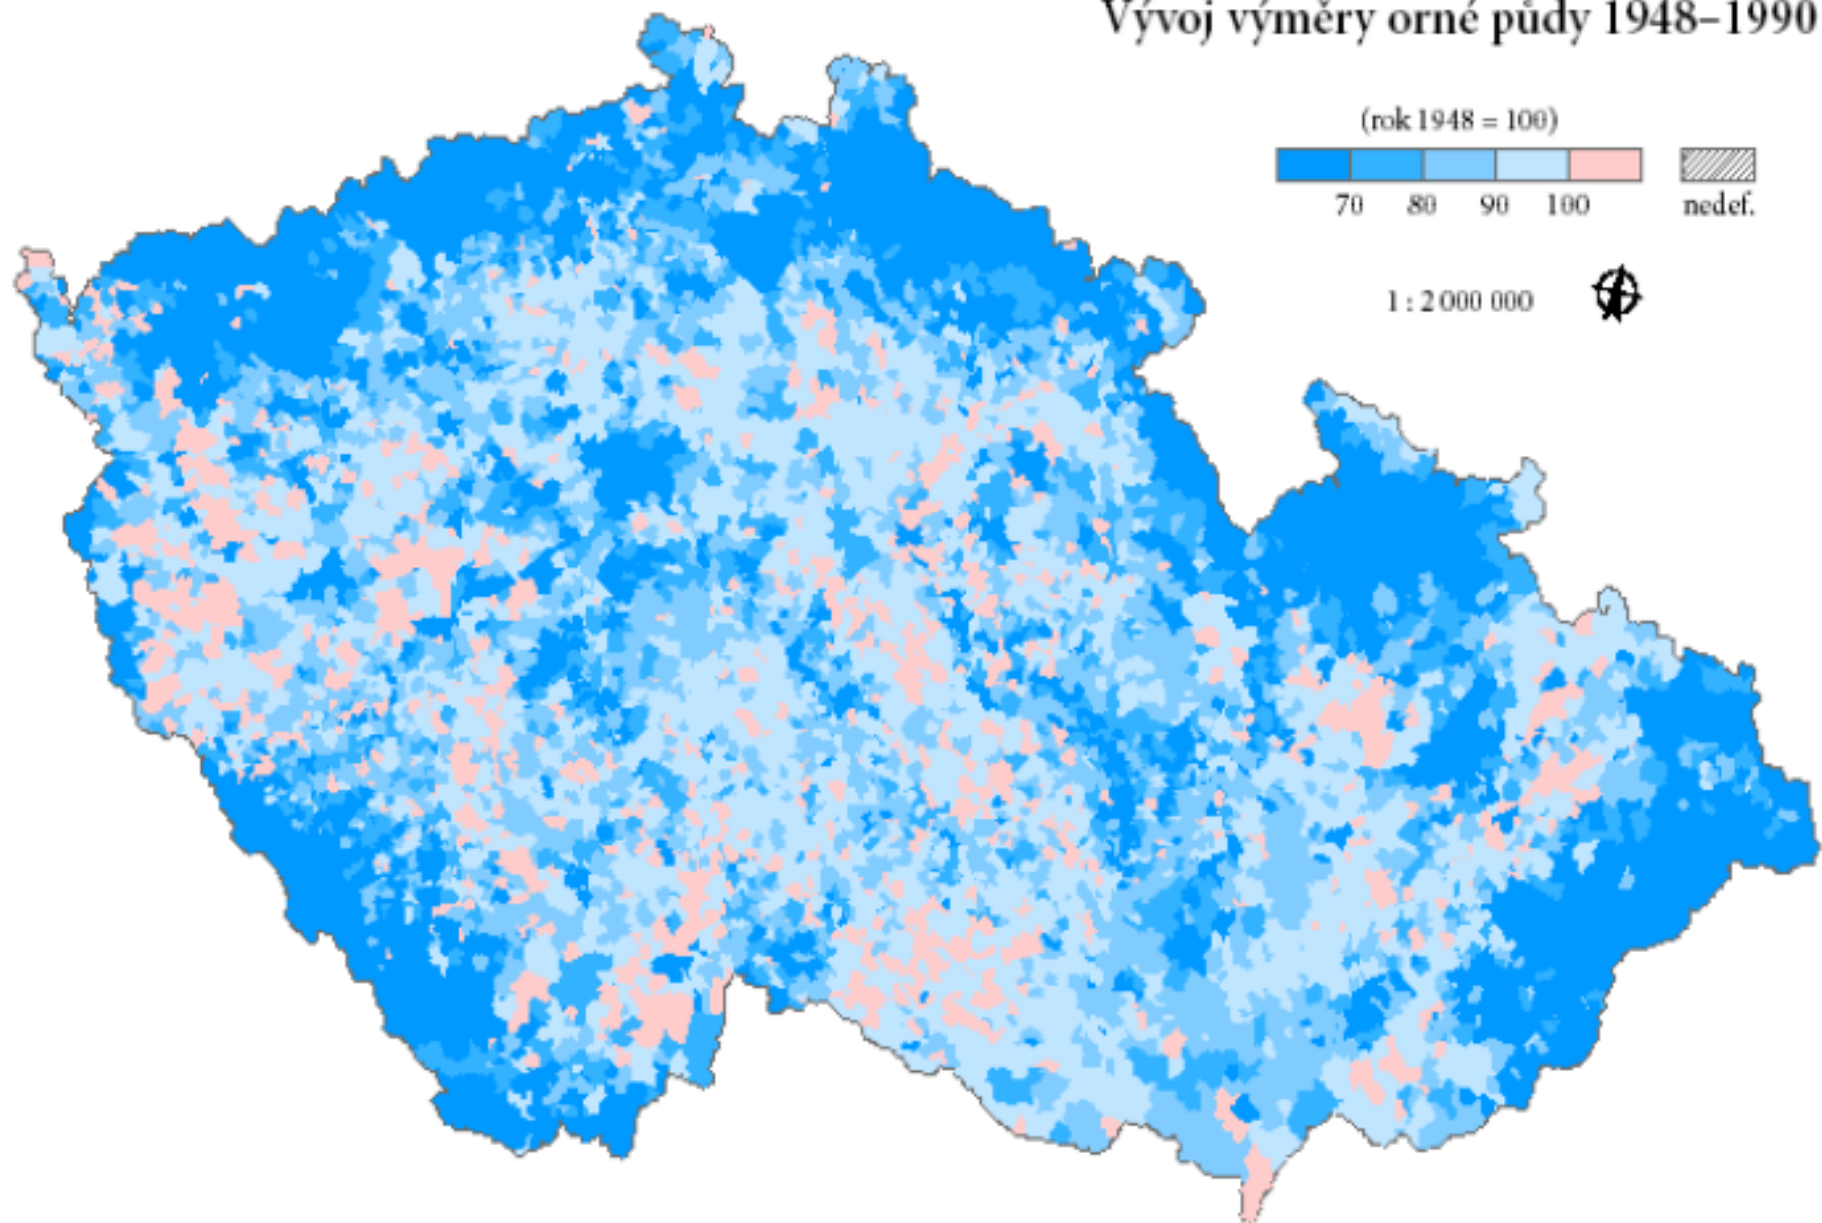 Vývoj výměry orné půdy 1948–1990
(rok 1948 = 100)
70 80 90 100 nedef.
1 : 2 000 000